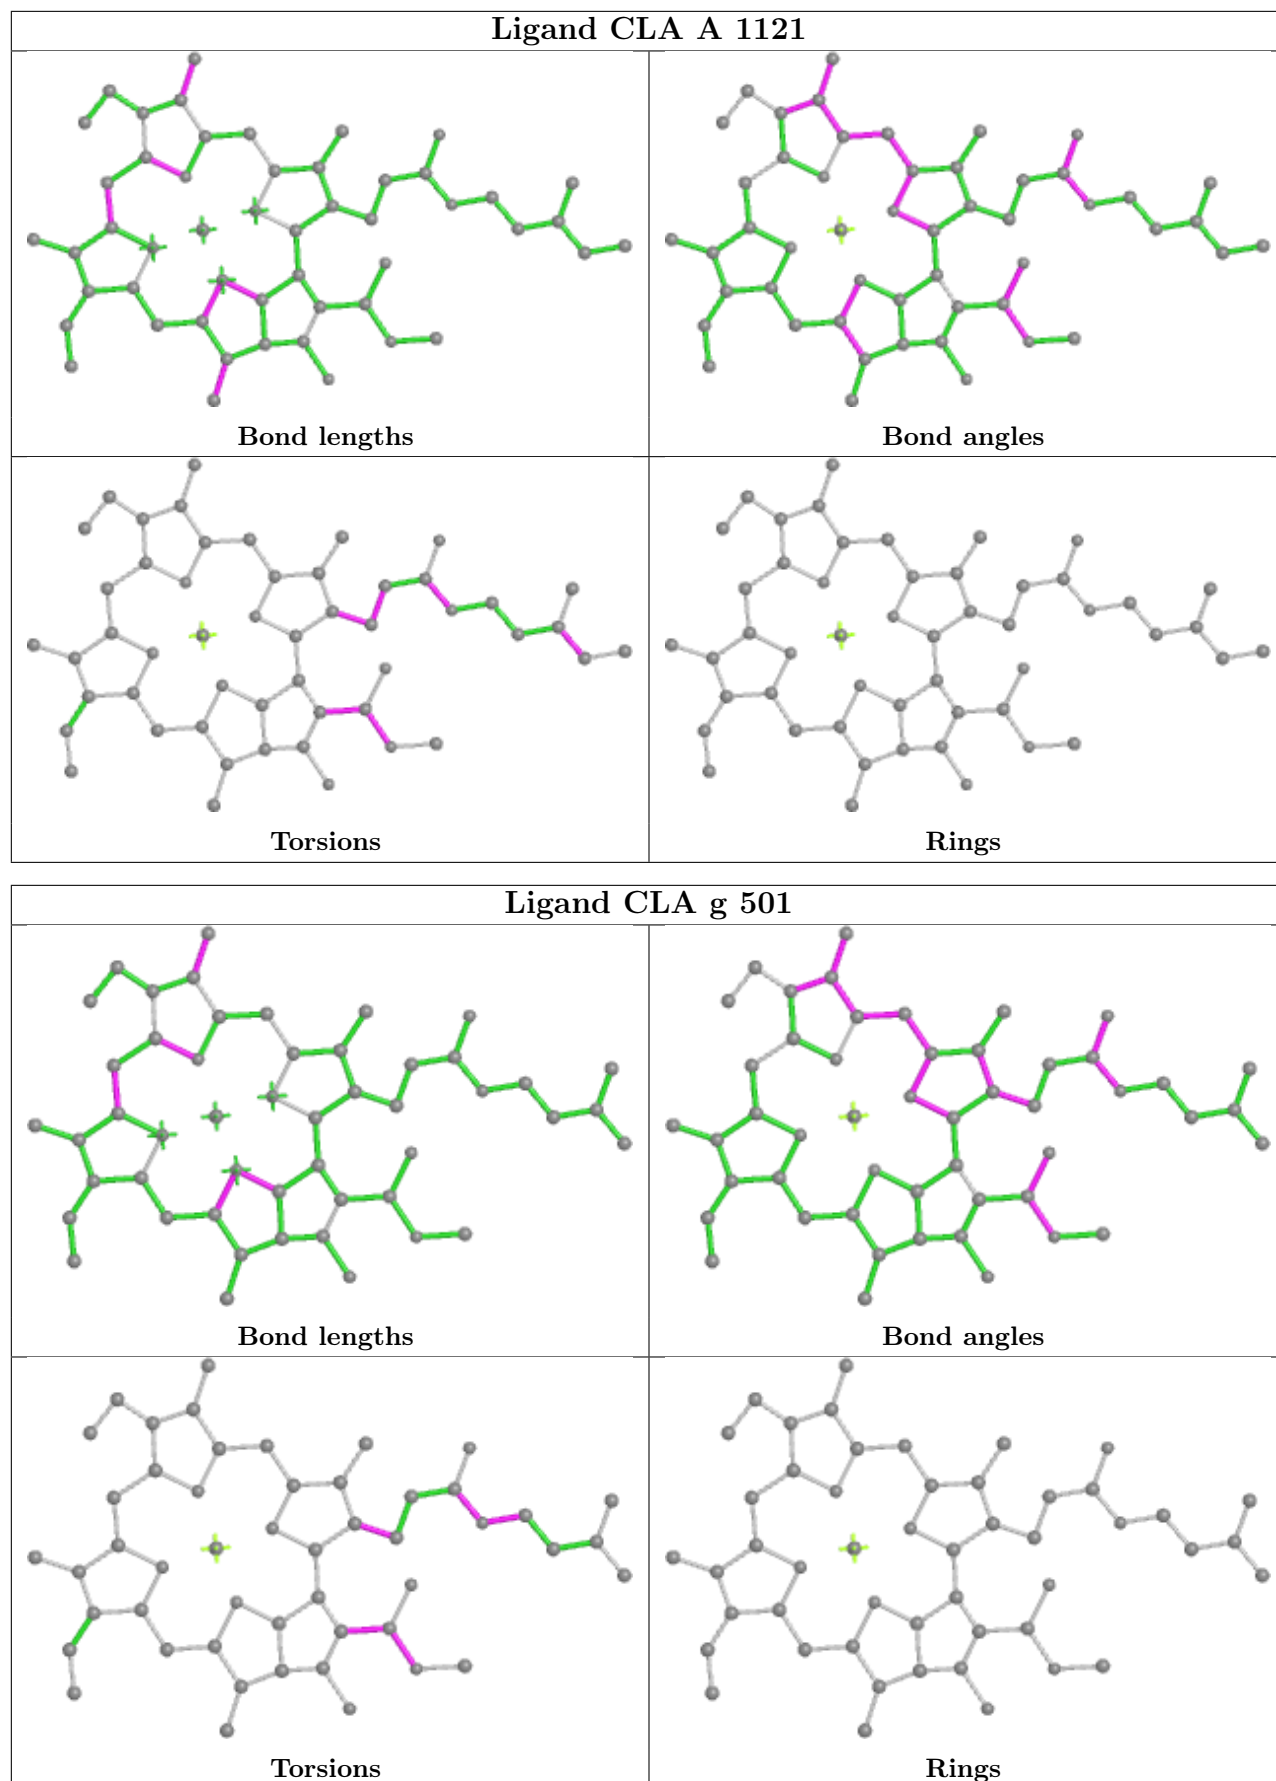 Ligand CLA A 1121
Bond lengths
Bond angles
Torsions
Rings
Ligand CLA g 501
Bond lengths
Bond angles
Torsions
Rings